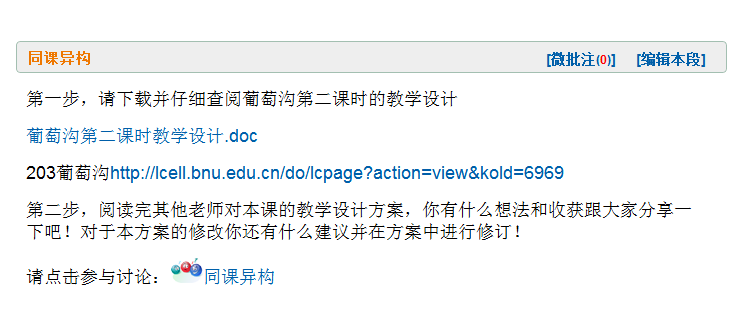 同课异构 [微批注(0)] [编辑本段]
第一步，请下载并仔细查阅葡萄沟第二课时的教学设计
葡萄沟第二课时教学设计.doc
203葡萄沟http://lcell.bnu.edu.cn/do/lcpage?action=view&koId=6969
第二步，阅读完其他老师对本课的教学设计方案，你有什么想法和收获跟大家分享一
下吧！对于本方案的修改你还有什么建议并在方案中进行修订！
请点击参与讨论：同课异构